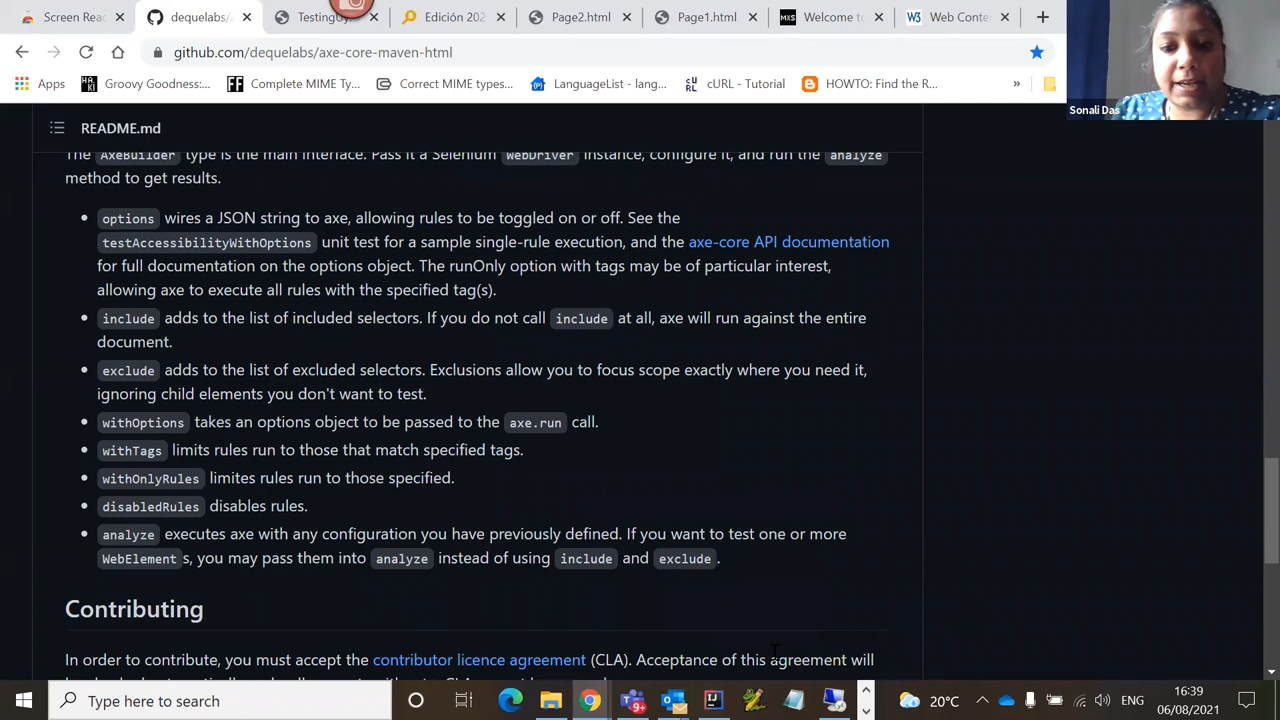 Screen Rea
dequelabs/a
TestingGuy
Edición 202
Page2.html
Page1.html
Welcome to
Web Conte
github.com/dequelabs/axe-core-maven-html
Apps
Groovy Goodness:...
Complete MIME Ty...
Correct MIME types...
LanguageList - lang...
cURL - Tutorial
HOWTO: Find the R...
»
Sonali Das
README.md
The AxeBuilder type is the main interface. Pass it a Selenium WebDriver instance, configure it, and run the analyze
method to get results.
options wires a JSON string to axe, allowing rules to be toggled on or off. See the
testAccessibilityWithOptions unit test for a sample single-rule execution, and the axe-core API documentation
for full documentation on the options object. The runOnly option with tags may be of particular interest,
allowing axe to execute all rules with the specified tag(s).
include adds to the list of included selectors. If you do not call include at all, axe will run against the entire
document.
exclude adds to the list of excluded selectors. Exclusions allow you to focus scope exactly where you need it,
ignoring child elements you don't want to test.
withOptions takes an options object to be passed to the axe.run call.
withTags limits rules run to those that match specified tags.
withOnlyRules limites rules run to those specified.
disabledRules disables rules.
analyze executes axe with any configuration you have previously defined. If you want to test one or more
WebElement s, you may pass them into analyze instead of using include and exclude .
Contributing
In order to contribute, you must accept the contributor licence agreement (CLA). Acceptance of this agreement will
Type here to search
20°C
ENG
16:39
06/08/2021